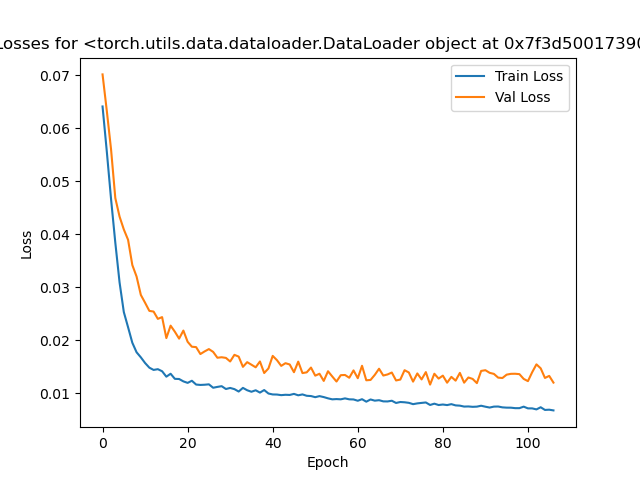 Losses for <torch.utils.data.dataloader.DataLoader object at 0x7f3d50017390
Train Loss
Val Loss
0.07
0.06
0.05
0.04
0.03
0.02
0.01
Loss
0
20
40
60
80
100
Epoch